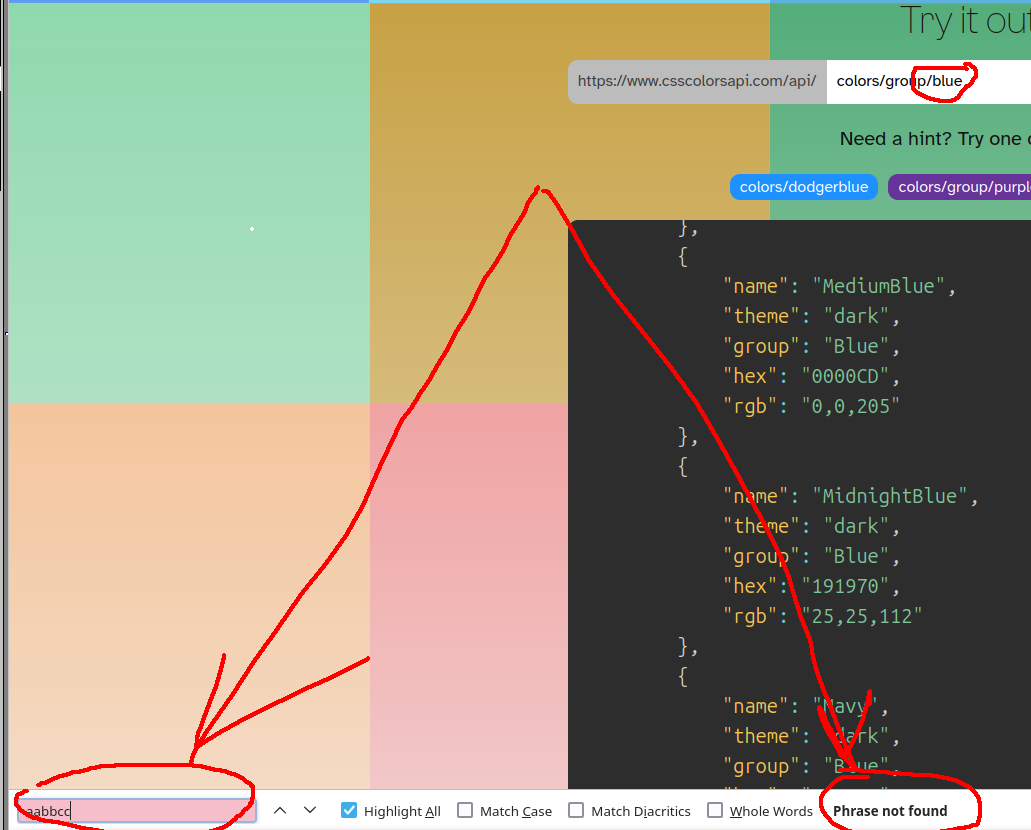 Try it out
https://www.csscolorsapi.com/api/ colors/group/blue
Need a hint? Try one
colors/dodgerblue colors/group/purpl
},
{
"name": "MediumBlue",
"theme": "dark",
"group": "Blue",
"hex": "0000CD",
"rgb": "0,0,205"
},
{
"name": "MidnightBlue",
"theme": "dark",
"group": "Blue",
"hex": "191970",
"rgb": "25,25,112"
},
{
"name": "Navy",
"theme": "dark",
"group": "Blue",
aabbcc Highlight All Match Case Match Diacritics Whole Words Phrase not found